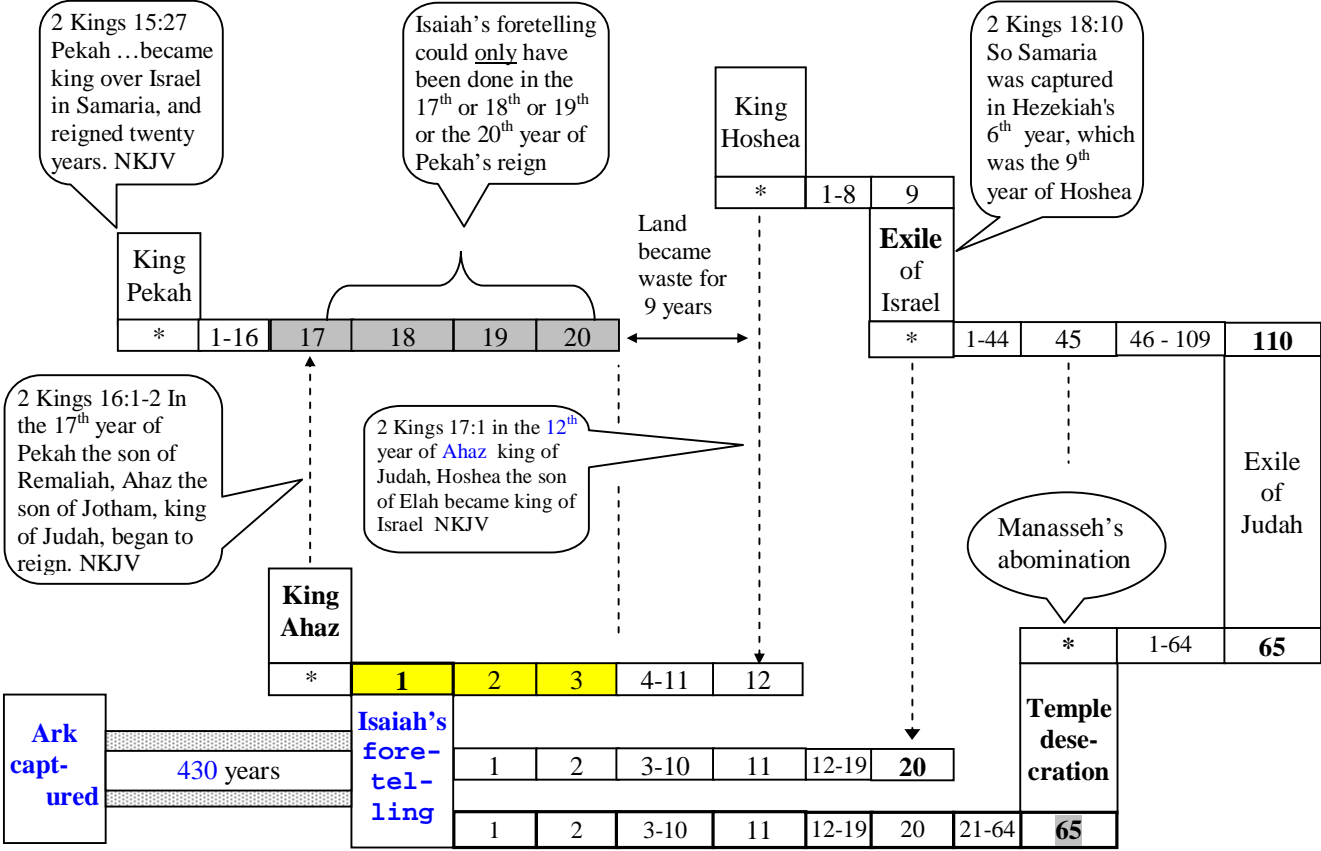 2 Kings 15:27
Pekah …became
king over Israel
in Samaria, and
reigned twenty
years. NKJV
Isaiah’s foretelling
could only have
been done in the
17th or 18th or 19th
or the 20th year of
Pekah’s reign
King
Hoshea
* 1-8 9
2 Kings 18:10
So Samaria
was captured
in Hezekiah's
6th year, which
was the 9th
year of Hoshea
King
Pekah
* 1-16 17 18 19 20
Land
became
waste for
9 years
Exile
of
Israel
* 1-44 45 46 - 109 110
2 Kings 16:1-2 In
the 17th year of
Pekah the son of
Remaliah, Ahaz the
son of Jotham, king
of Judah, began to
reign. NKJV
2 Kings 17:1 in the 12th
year of Ahaz king of
Judah, Hoshea the son
of Elah became king of
Israel NKJV
Exile
of
Judah
Manasseh’s
abomination
King
Ahaz
* 1 2 3 4-11 12
* 1-64 65
Ark
capt-
ured
430 years
Isaiah’s
fore-
tel-
ling
1 2 3-10 11 12-19 20
Temple
dese-
cration
1 2 3-10 11 12-19 20 21-64 65